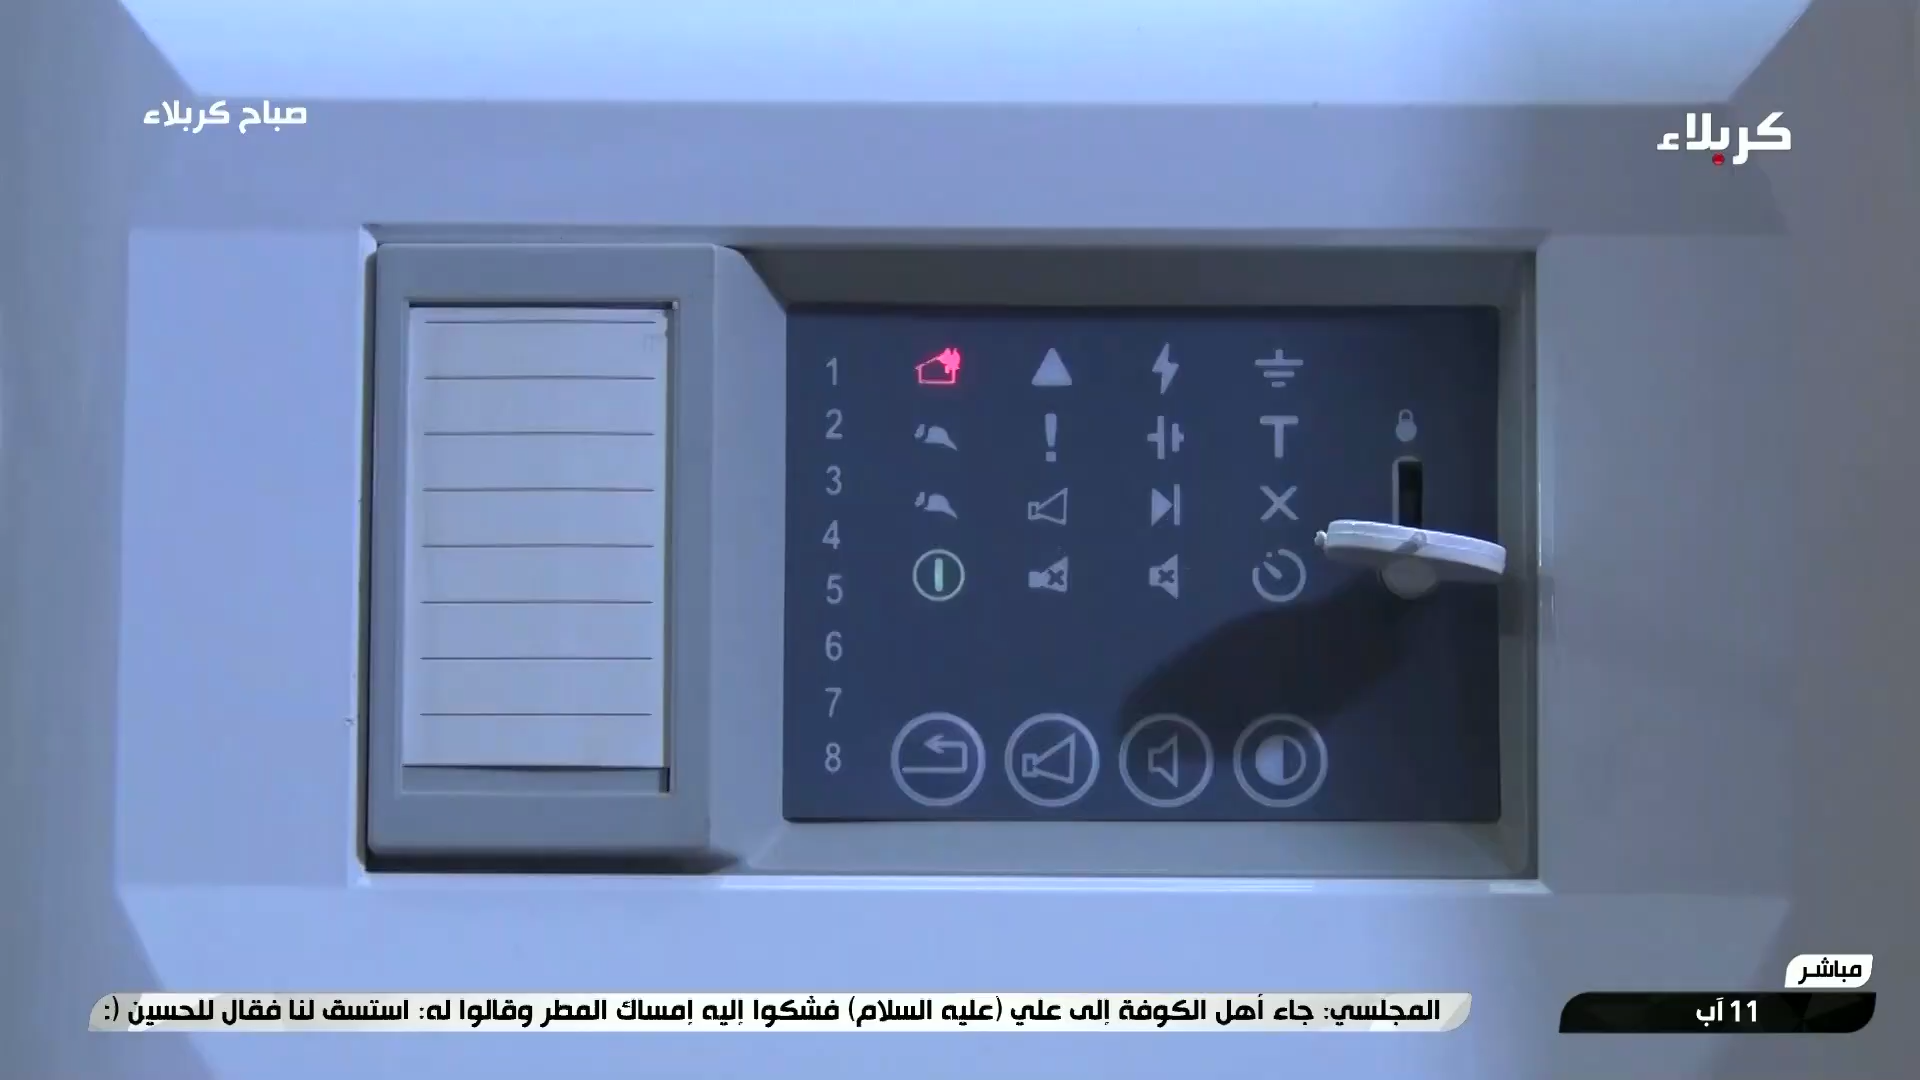 صباح كربلاء
كربلاء
1
2
3
4
5
6
7
8
T
مباشر
11 آب
المجلسي: جاء أهل الكوفة إلى علي (عليه السلام) فشكوا إليه إمساك المطر وقالوا له: استسق لنا فقال للحسين (: